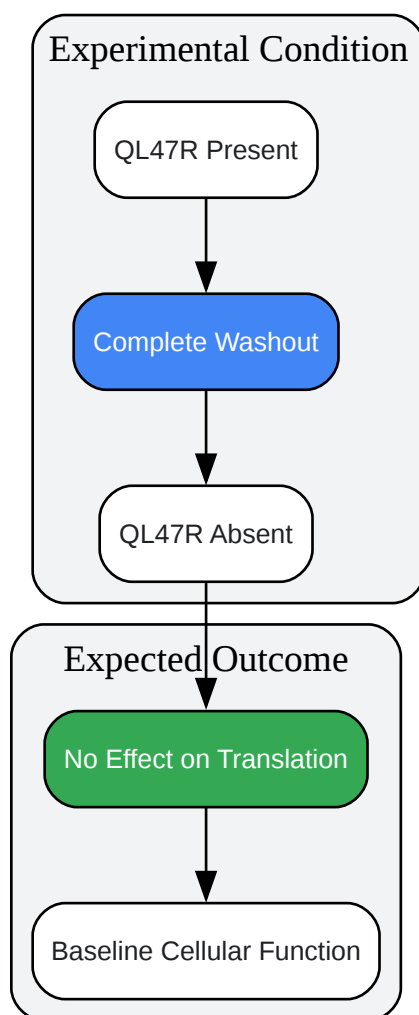 Experimental Condition
QL47R Present
Complete Washout
QL47R Absent
Expected Outcome
No Effect on Translation
Baseline Cellular Function